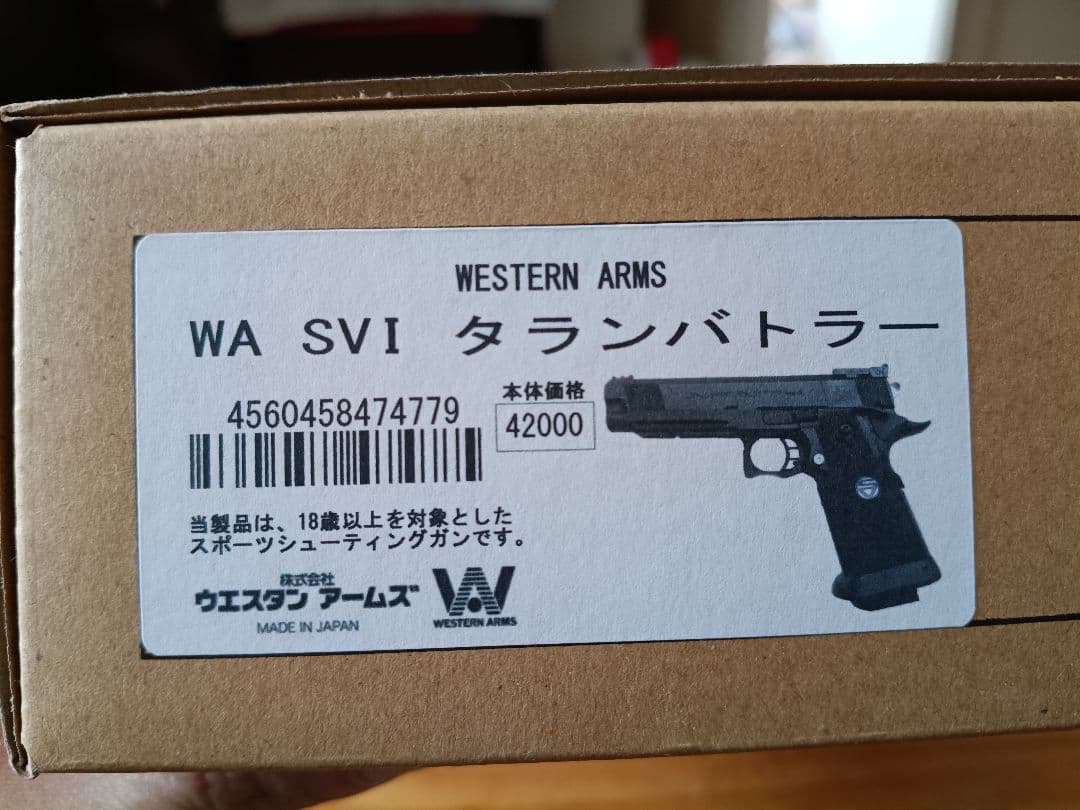 WESTERN ARMS
WA SVI タランバトラー
4560458474779
本体価格
42000
当製品は、18歳以上を対象とした
スポーツシューティングガンです。
株式会社
ウエスタン アームズ
MADE IN JAPAN
WESTERN ARMS